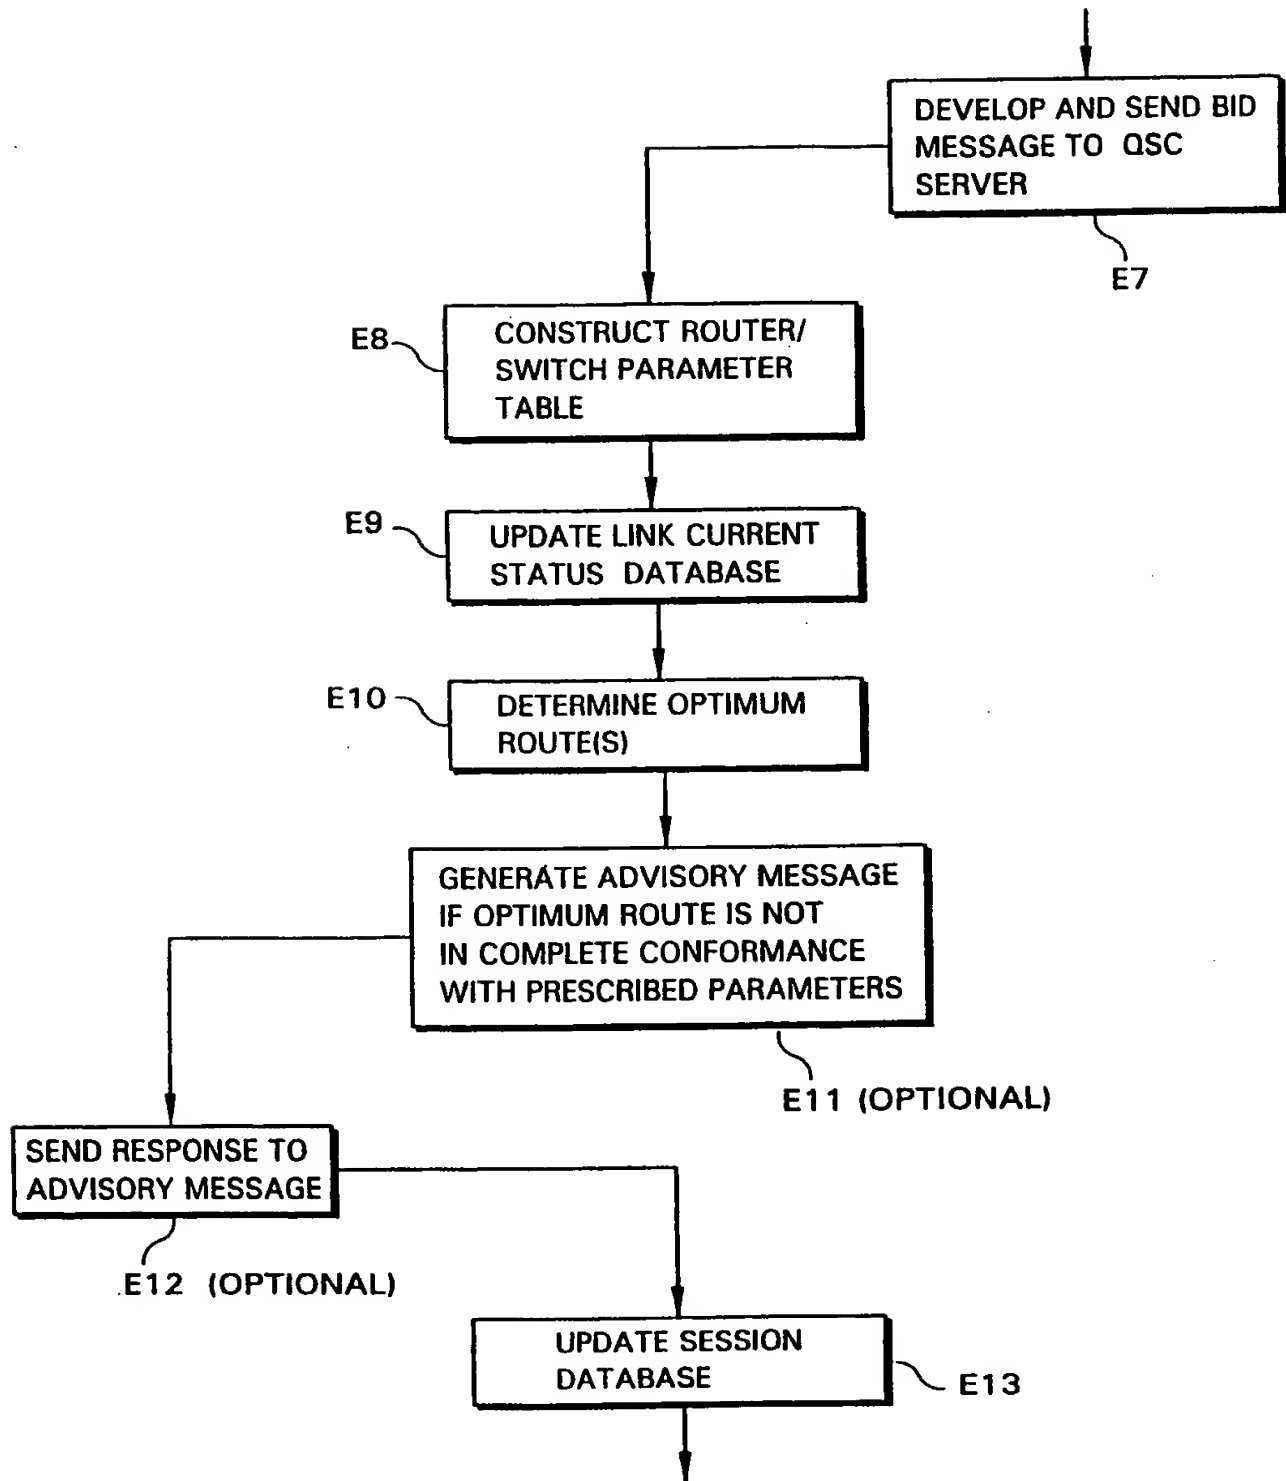 DEVELOP AND SEND BID
MESSAGE TO QSC
SERVER
E7
E8
CONSTRUCT ROUTER/
SWITCH PARAMETER
TABLE
E9
UPDATE LINK CURRENT
STATUS DATABASE
E10
DETERMINE OPTIMUM
ROUTE(S)
GENERATE ADVISORY MESSAGE
IF OPTIMUM ROUTE IS NOT
IN COMPLETE CONFORMANCE
WITH PRESCRIBED PARAMETERS
E11 (OPTIONAL)
SEND RESPONSE TO
ADVISORY MESSAGE
E12 (OPTIONAL)
UPDATE SESSION
DATABASE
E13